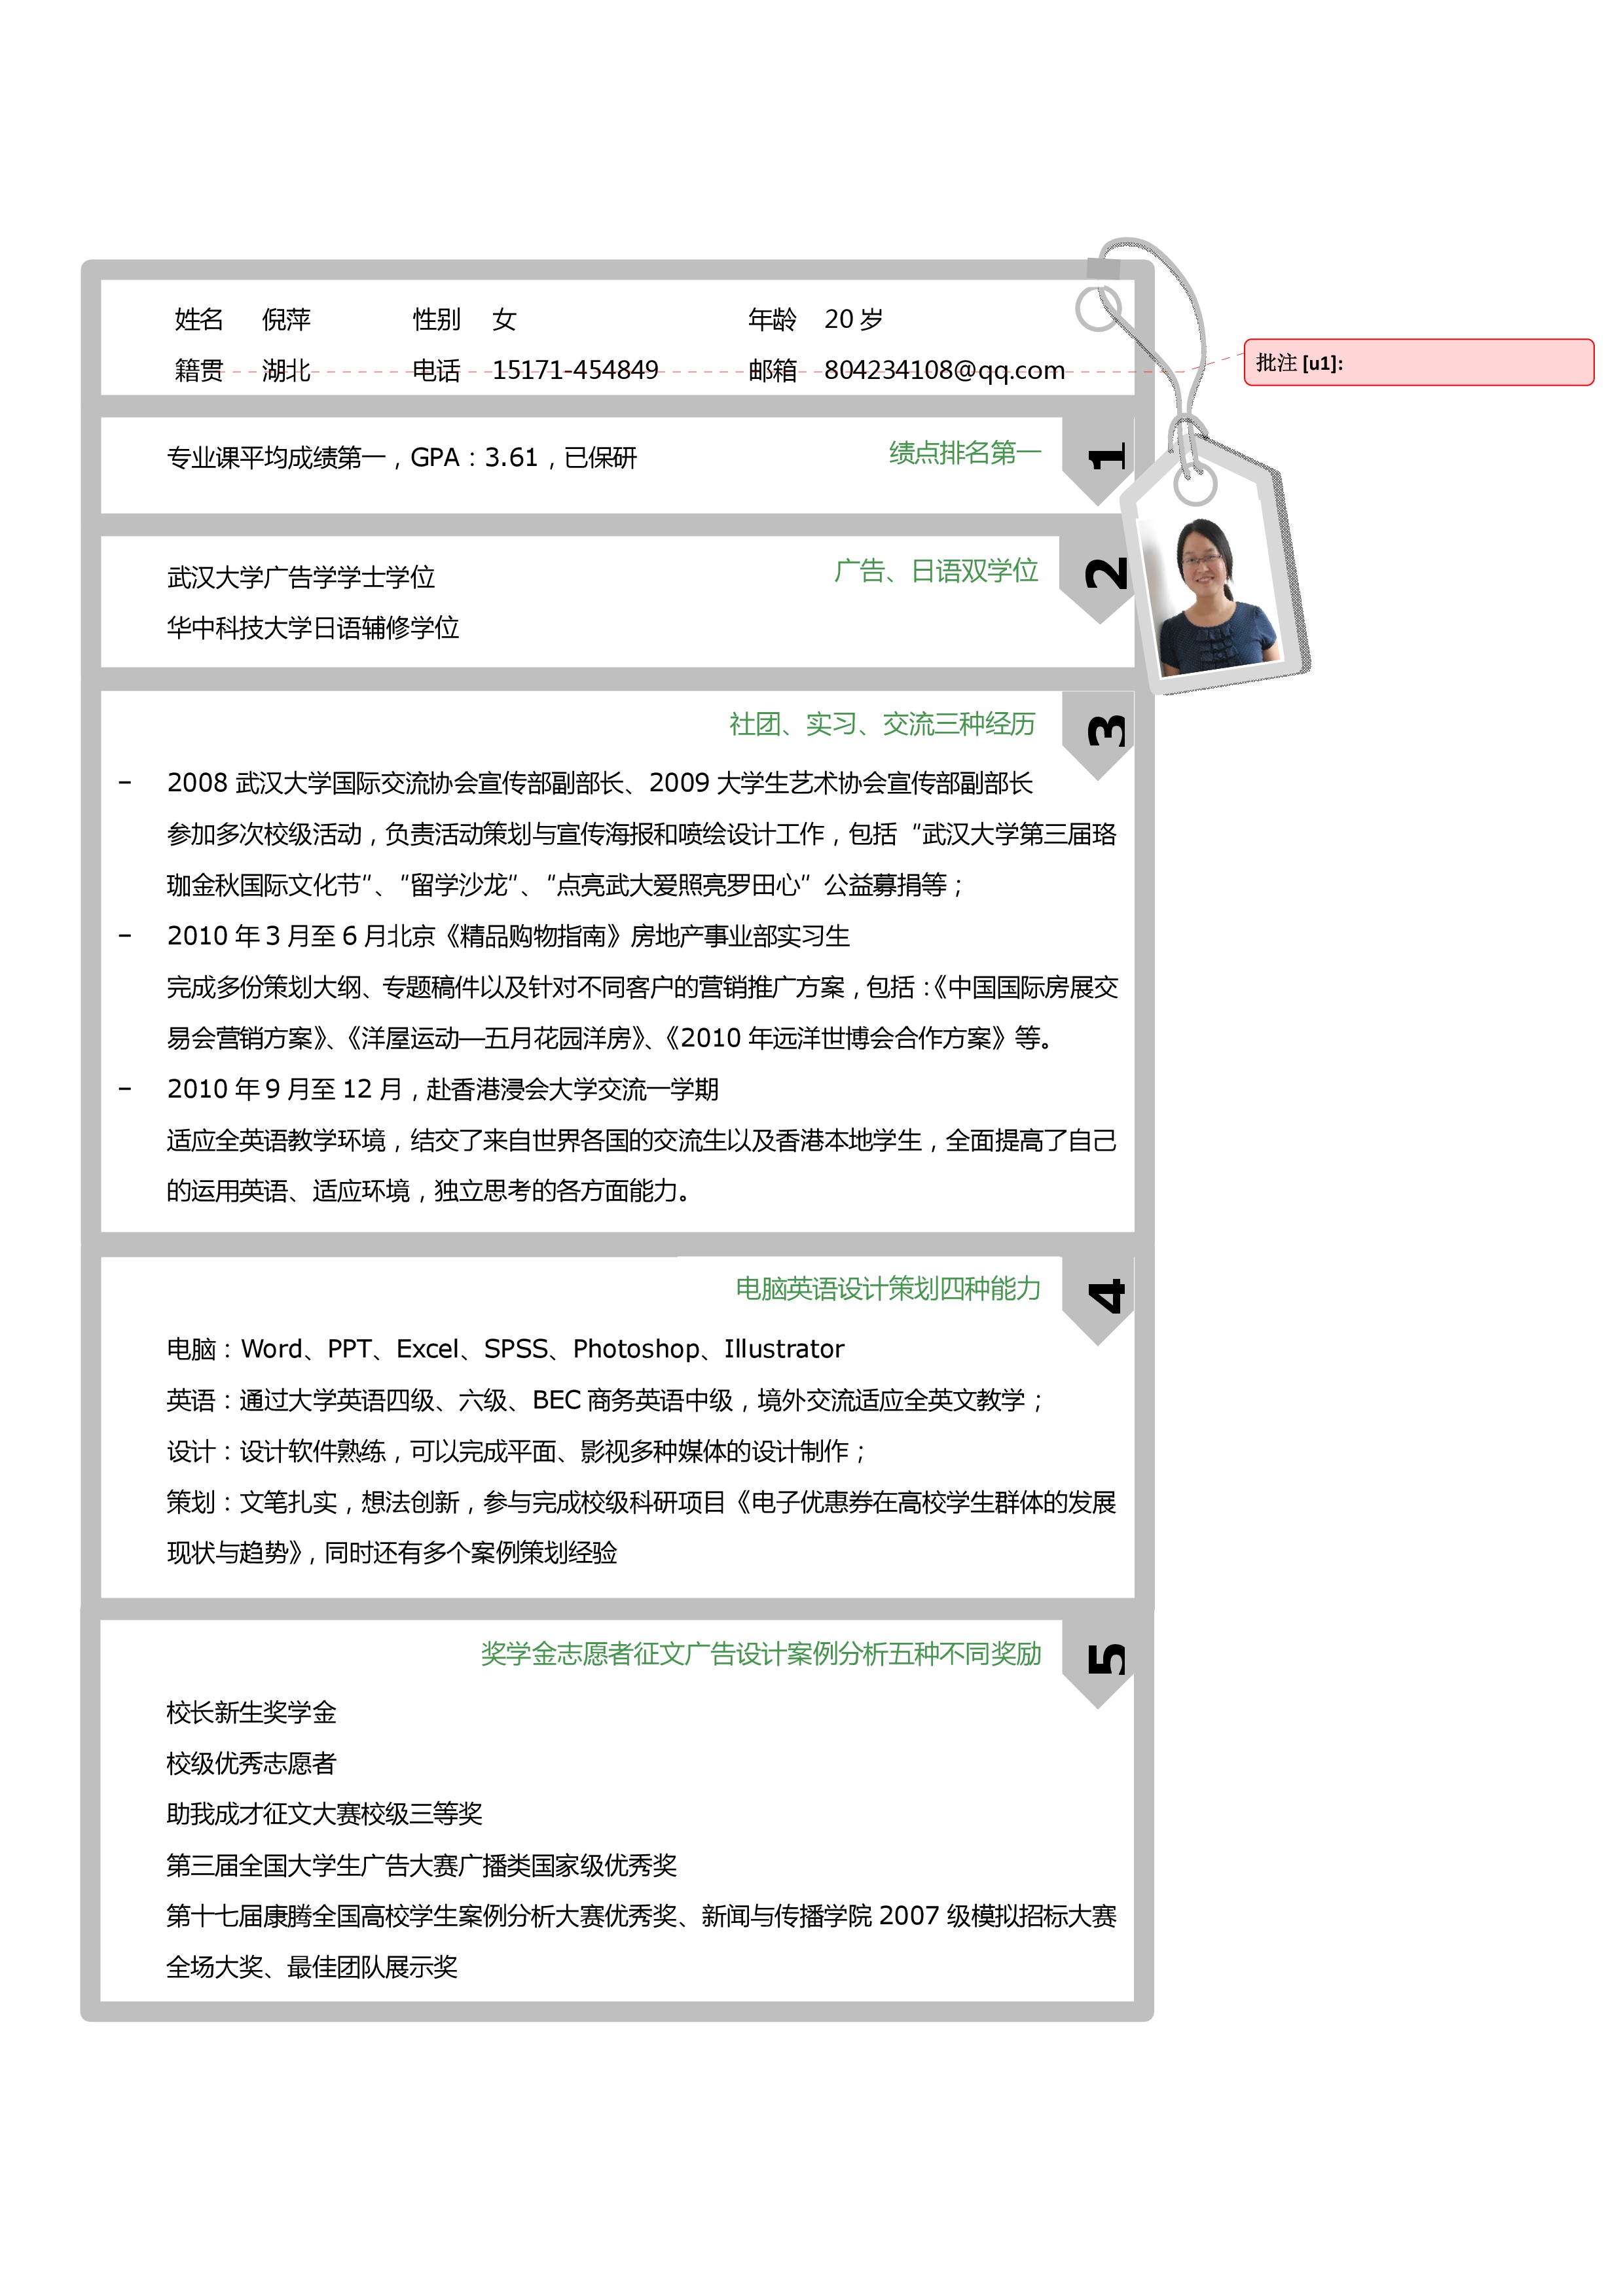 姓名 倪萍 性别 女 年龄 20 岁
籍贯 湖北 电话 15171-454849 邮箱 804234108@qq.com
批注 [u1]:
1
绩点排名第一
专业课平均成绩第一，GPA：3.61，已保研
2
广告、日语双学位
武汉大学广告学学士学位
华中科技大学日语辅修学位
3
社团、实习、交流三种经历
- 2008 武汉大学国际交流协会宣传部副部长、2009 大学生艺术协会宣传部副部长
参加多次校级活动，负责活动策划与宣传海报和喷绘设计工作，包括“武汉大学第三届珞
珈金秋国际文化节”、“留学沙龙”、“点亮武大爱照亮罗田心”公益募捐等；
- 2010 年 3 月至 6 月北京《精品购物指南》房地产事业部实习生
完成多份策划大纲、专题稿件以及针对不同客户的营销推广方案，包括：《中国国际房展交
易会营销方案》、《洋屋运动—五月花园洋房》、《2010 年远洋世博会合作方案》等。
- 2010 年 9 月至 12 月，赴香港浸会大学交流一学期
适应全英语教学环境，结交了来自世界各国的交流生以及香港本地学生，全面提高了自己
的运用英语、适应环境，独立思考的各方面能力。
4
电脑英语设计策划四种能力
电脑：Word、PPT、Excel、SPSS、Photoshop、Illustrator
英语：通过大学英语四级、六级、BEC 商务英语中级，境外交流适应全英文教学；
设计：设计软件熟练，可以完成平面、影视多种媒体的设计制作；
策划：文笔扎实，想法创新，参与完成校级科研项目《电子优惠券在高校学生群体的发展
现状与趋势》，同时还有多个案例策划经验
5
奖学金志愿者征文广告设计案例分析五种不同奖励
校长新生奖学金
校级优秀志愿者
助我成才征文大赛校级三等奖
第三届全国大学生广告大赛广播类国家级优秀奖
第十七届康腾全国高校学生案例分析大赛优秀奖、新闻与传播学院 2007 级模拟招标大赛
全场大奖、最佳团队展示奖